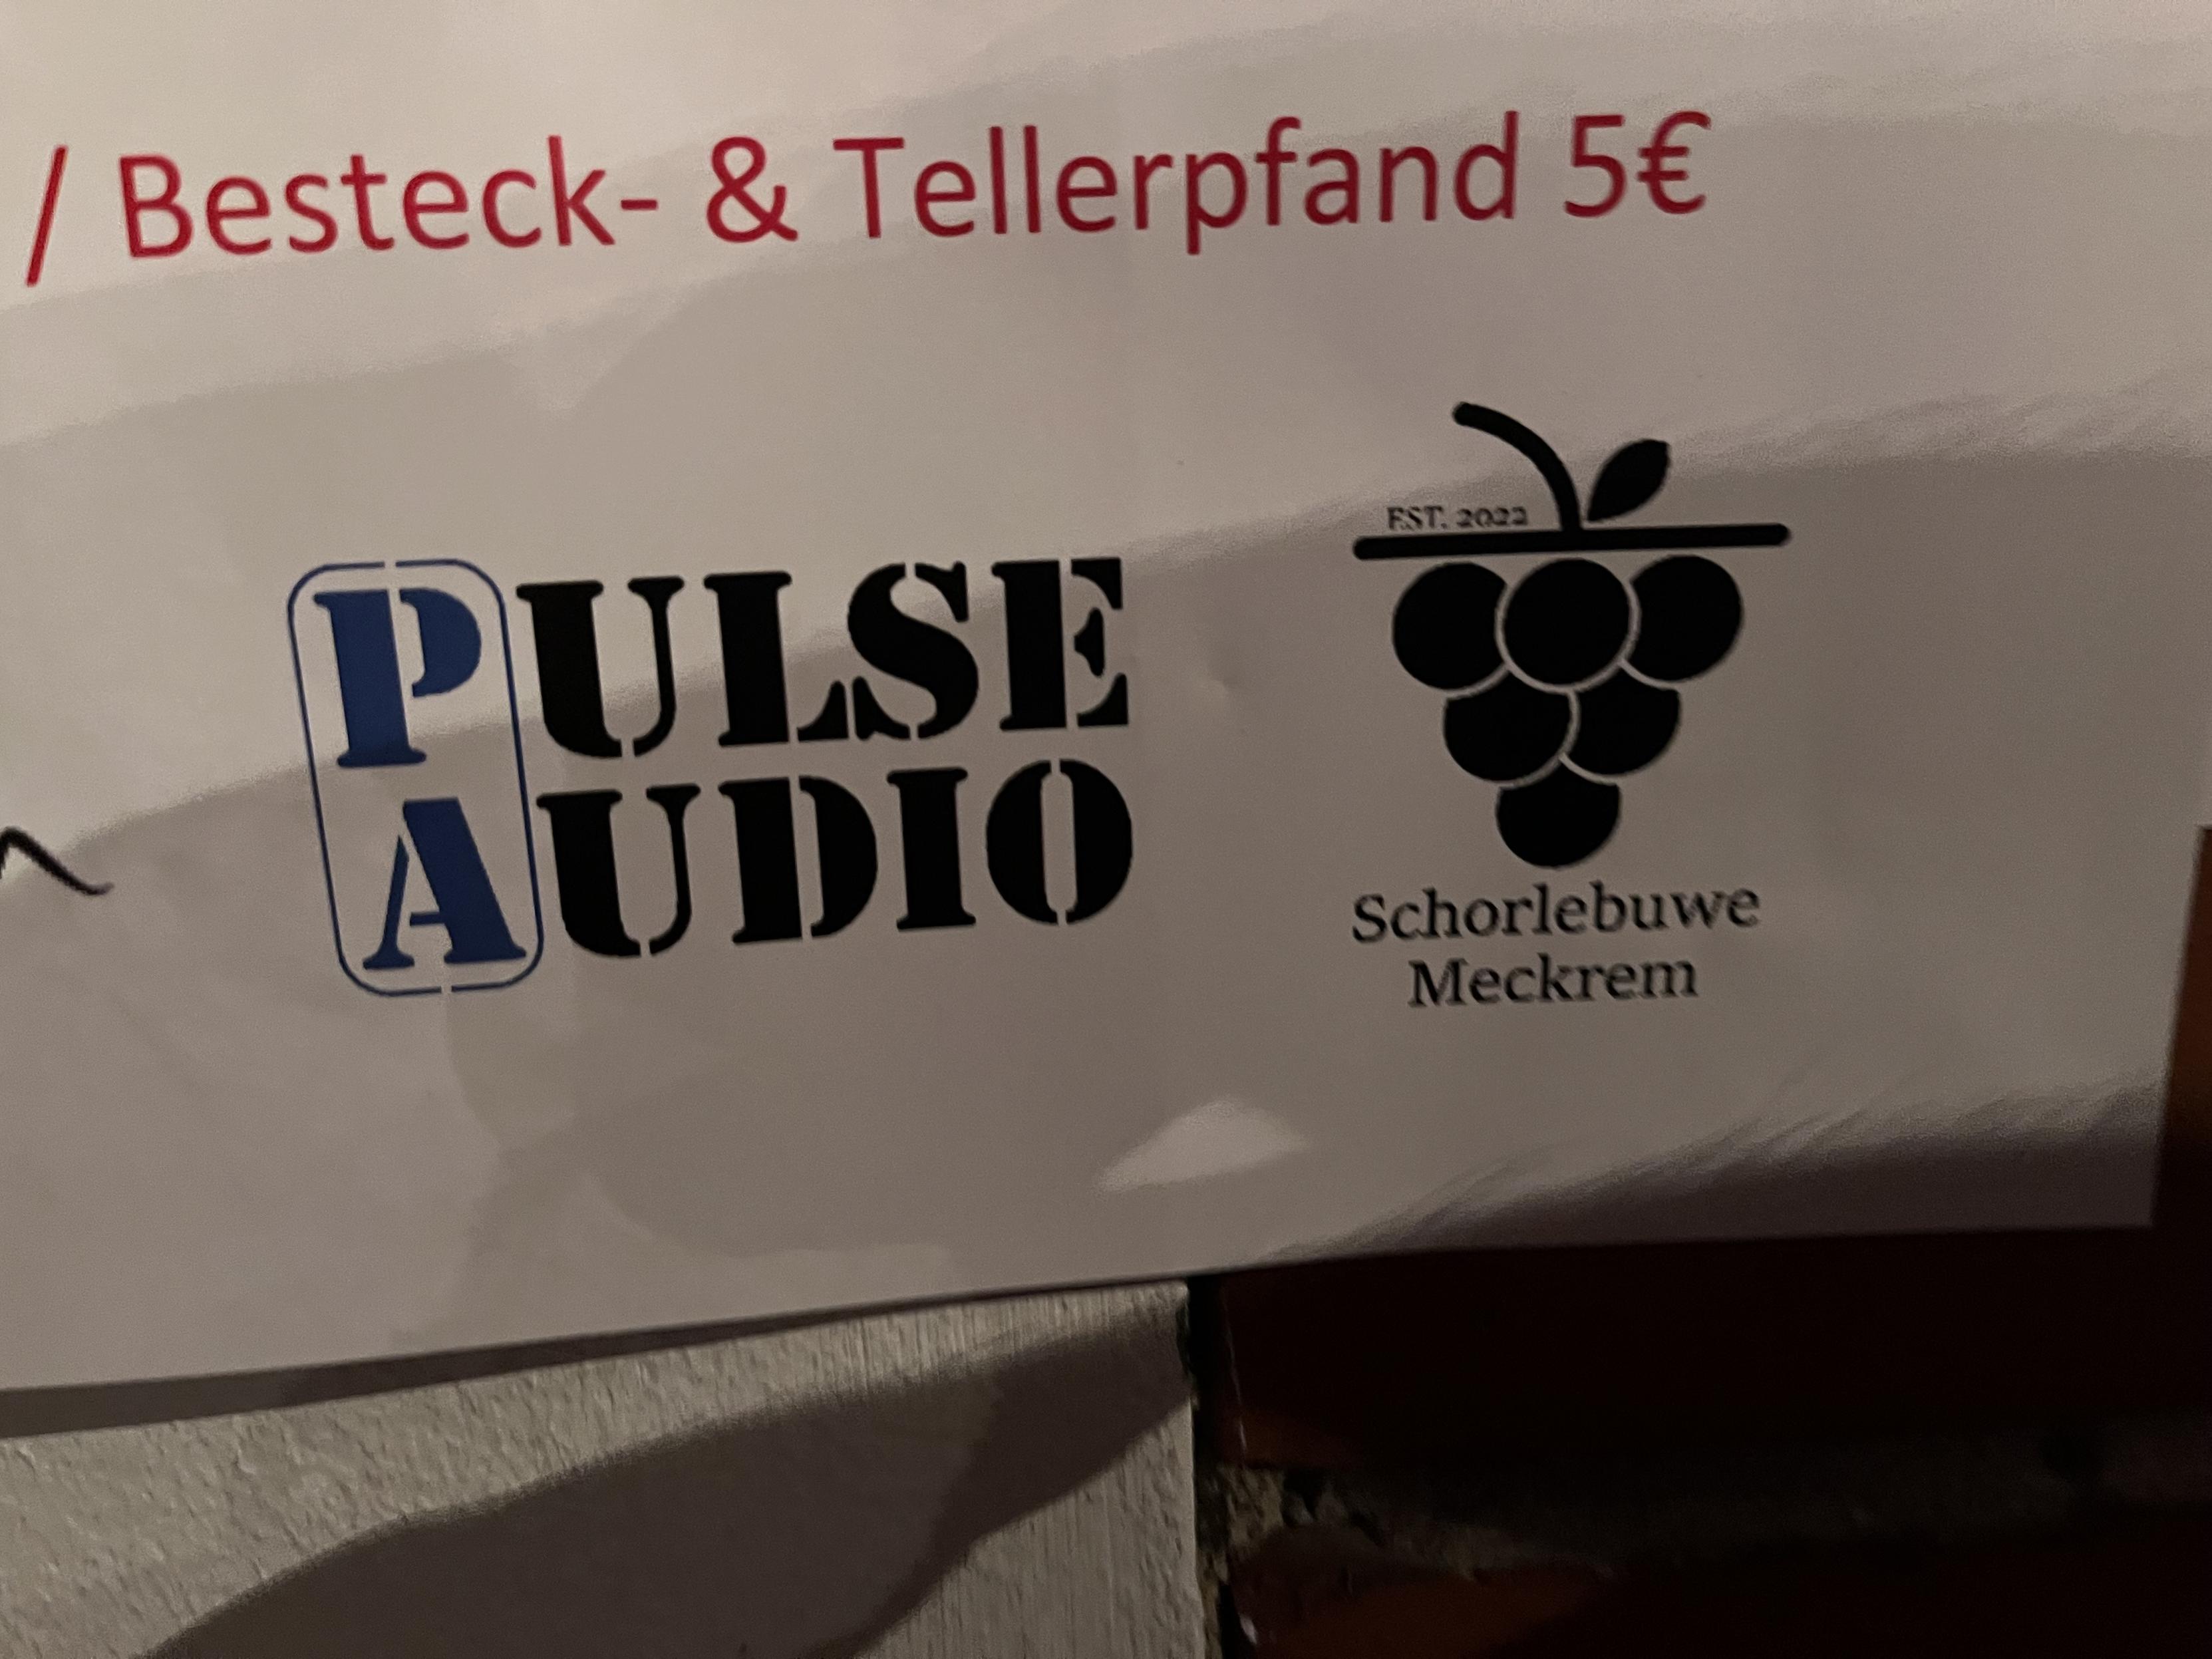 / Besteck- & Tellerpfand 5€
EST. 2022
PULSE
AUDIO
Schorlebuwe
Meckrem